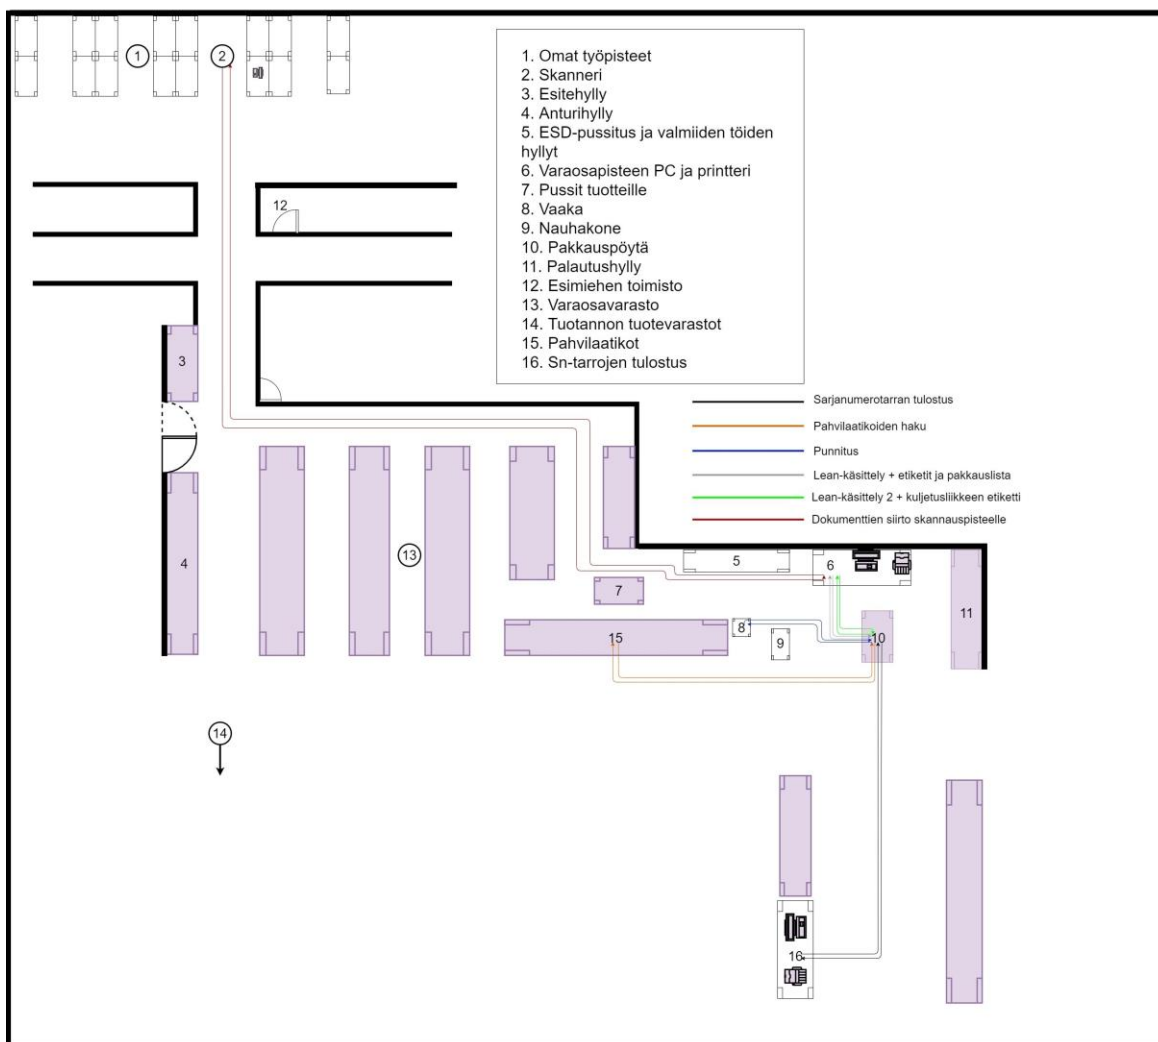 1
2
1. Omat työpisteet
2. Skanneri
3. Esitehylly
4. Anturihylly
5. ESD-pussitus ja valmiiden töiden
hyllyt
6. Varaosapisteen PC ja printteri
7. Pussit tuotteille
8. Vaaka
9. Nauhakone
10. Pakkauspöytä
11. Palautushylly
12. Esimiehen toimisto
13. Varaosavarasto
14. Tuotannon tuotevarastot
15. Pahvilaatikot
16. Sn-tarrojen tulostus
12
3
Sarjanumerotarran tulostus
Pahvilaatikoiden haku
Punnitus
Lean-käsittely + etiketit ja pakkauslista
Lean-käsittely 2 + kuljetusliikkeen etiketti
Dokumenttien siirto skannauspisteelle
4
13
5
6
7
11
15
8
9
10
14
16